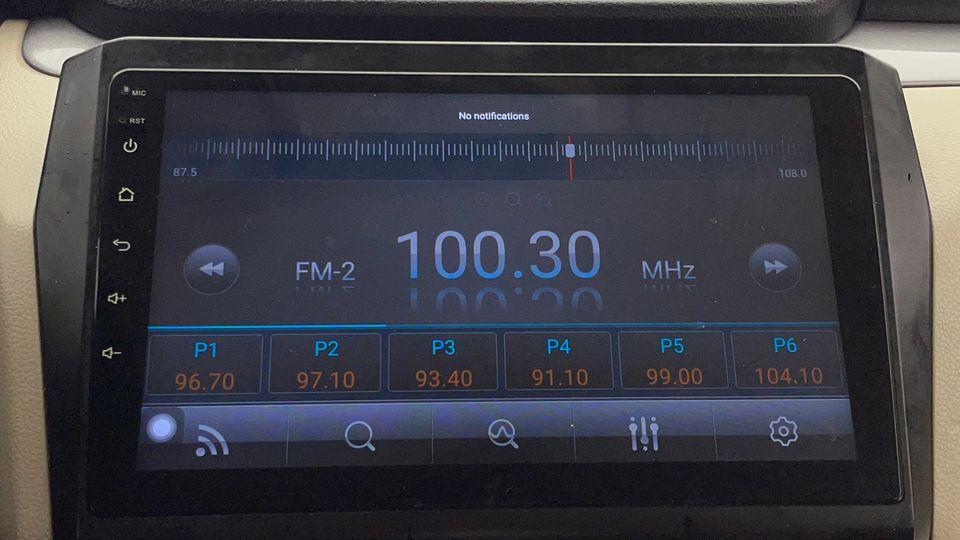 MIC
RST
No notifications
87.5 108.0
FM-2 100.30 MHz
P1 P2 P3 P4 P5 P6
96.70 97.10 93.40 91.10 99.00 104.10